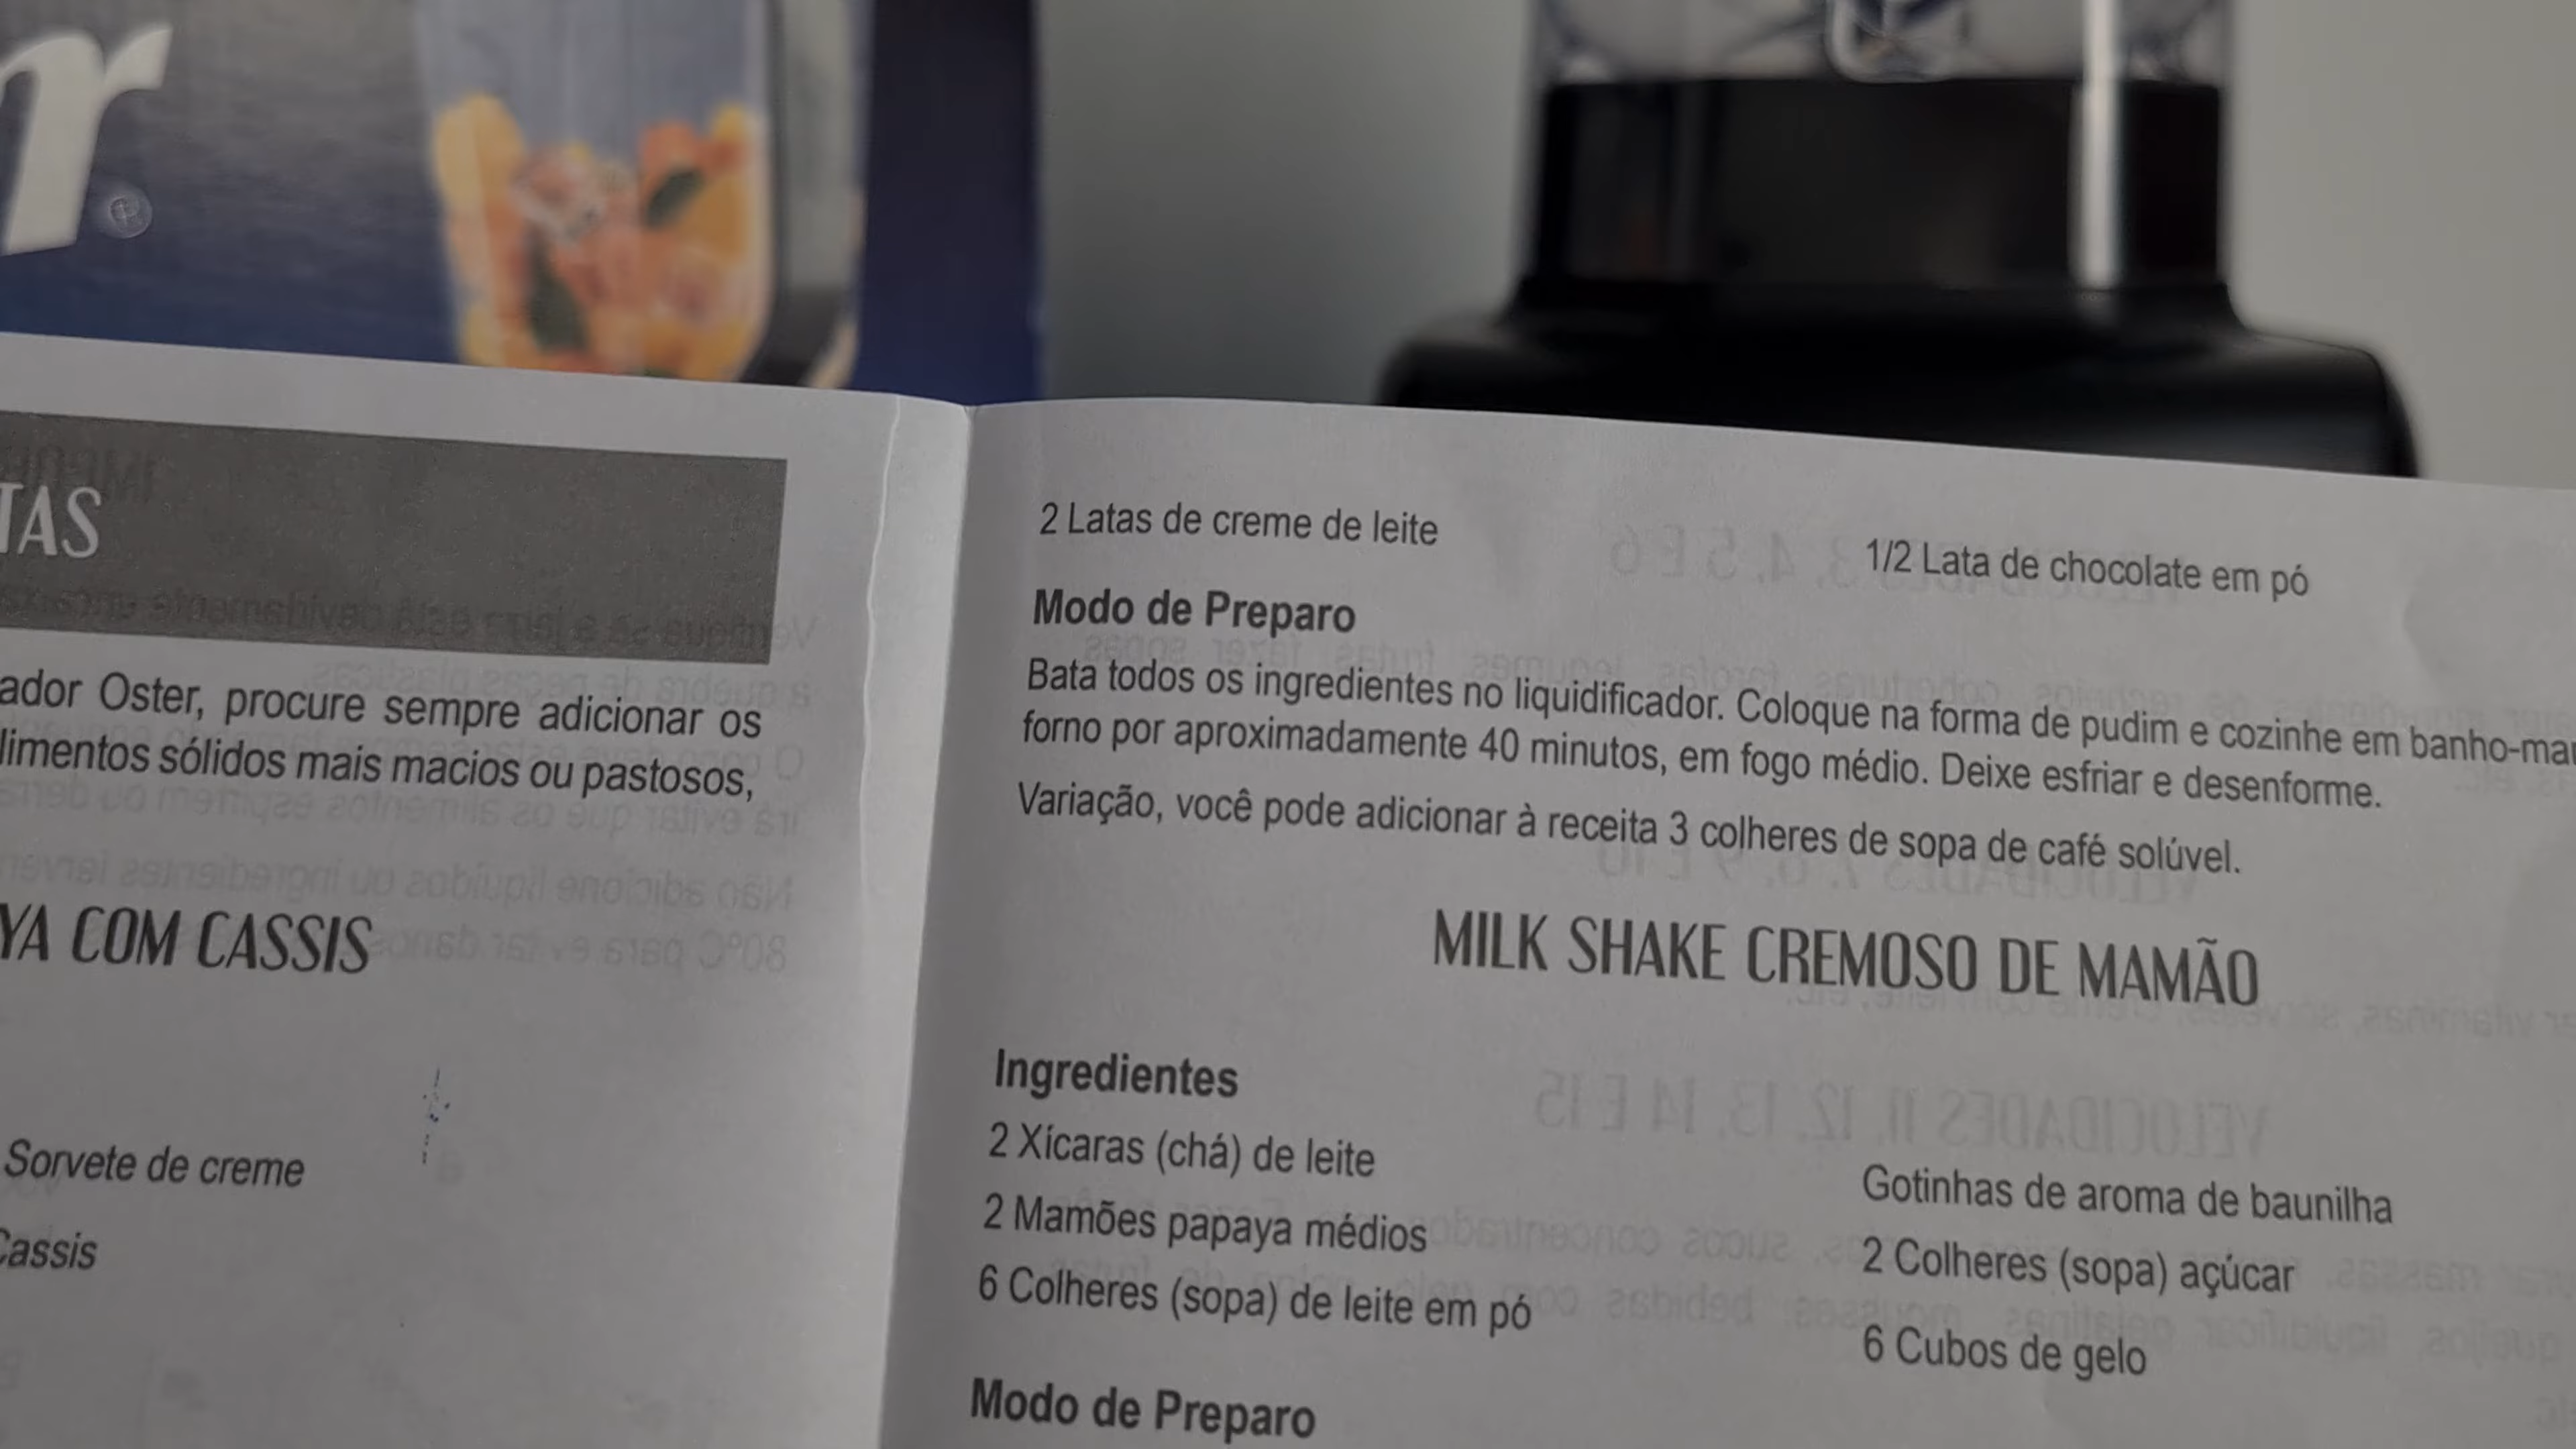 r
TAS
ador Oster, procure sempre adicionar os
limentos sólidos mais macios ou pastosos,
YA COM CASSIS
Sorvete de creme
Cassis
2 Latas de creme de leite
1/2 Lata de chocolate em pó
Modo de Preparo
Bata todos os ingredientes no liquidificador. Coloque na forma de pudim e cozinhe em banho-mar
forno por aproximadamente 40 minutos, em fogo médio. Deixe esfriar e desenforme.
Variação, você pode adicionar à receita 3 colheres de sopa de café solúvel.
MILK SHAKE CREMOSO DE MAMÃO
Ingredientes
2 Xícaras (chá) de leite
2 Mamões papaya médios
6 Colheres (sopa) de leite em pó
Gotinhas de aroma de baunilha
2 Colheres (sopa) açúcar
6 Cubos de gelo
Modo de Preparo